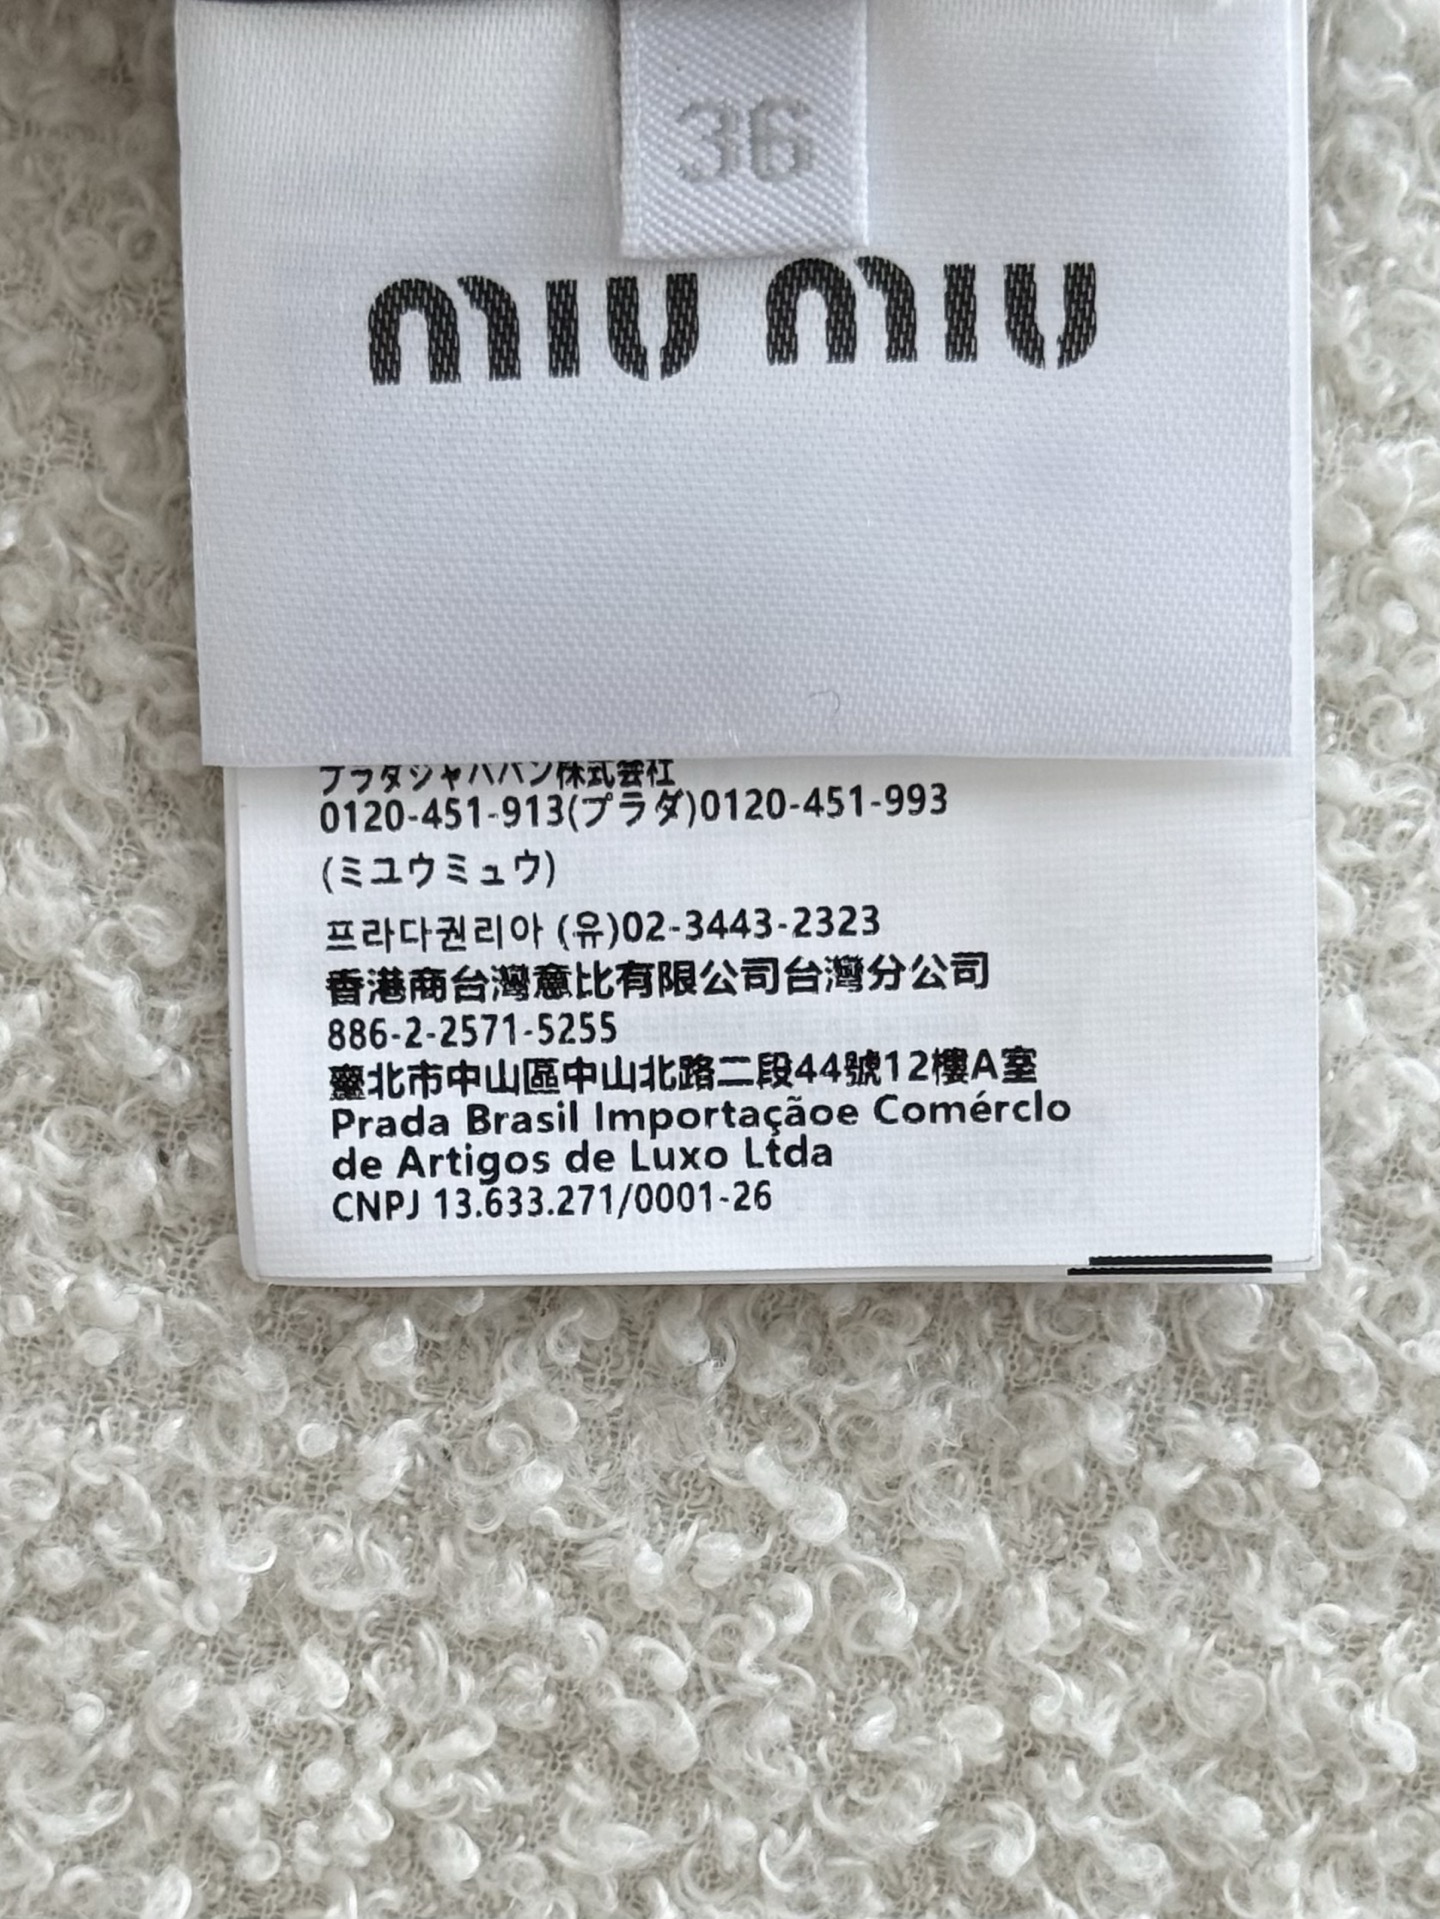 36
miu miu
プラダジャパン株式会社
0120-451-913(プラダ)0120-451-993
(ミユウミュウ)
프라다권리아 (유)02-3443-2323
香港商台灣意比有限公司台灣分公司
886-2-2571-5255
臺北市中山區中山北路二段44號12樓A室
Prada Brasil Importaçãoe Comérclo
de Artigos de Luxo Ltda
CNPJ 13.633.271/0001-26